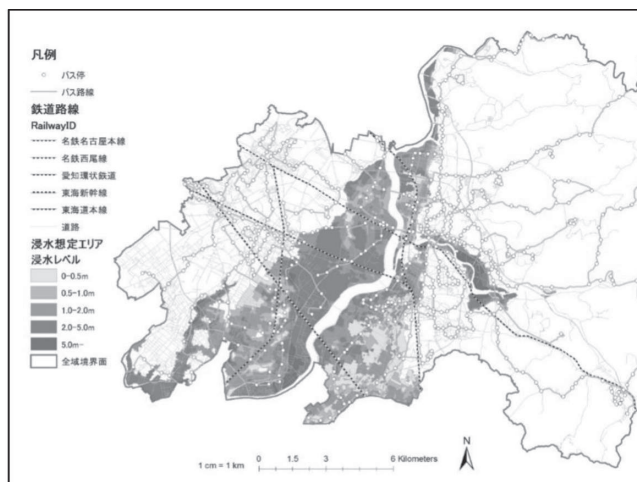 凡例
バス停
バス路線
鉄道路線
RailwayID
名鉄名古屋本線
名鉄西尾線
愛知環状鉄道
東海新幹線
東海道本線
道路
浸水想定エリア
浸水レベル
0-0.5m
0.5-1.0m
1.0-2.0m
2.0-5.0m
5.0m-
全域境界面
1 cm = 1 km
0 1.5 3 6 Kilometers
N